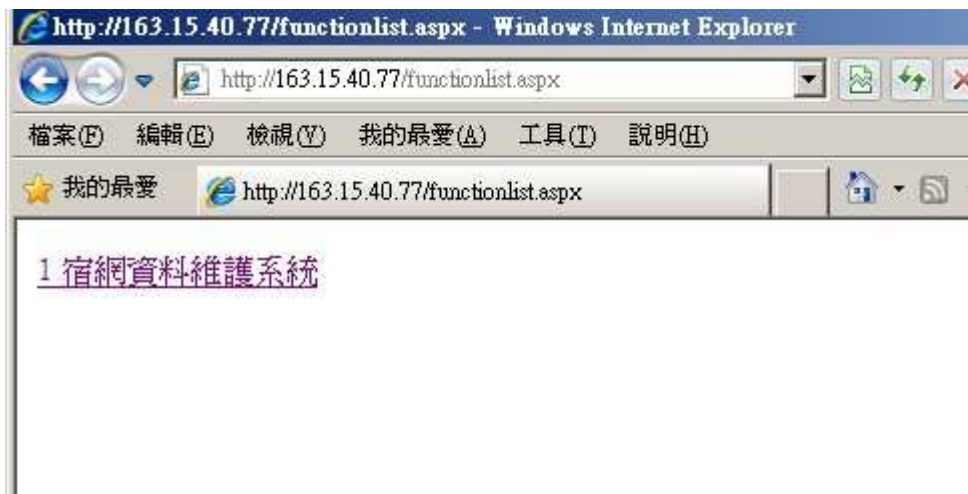 http://163.15.40.77/functionlist.aspx - Windows Internet Explorer
http://163.15.40.77/functionlist.aspx
檔案(F) 編輯(E) 檢視(V) 我的最愛(A) 工具(T) 說明(H)
我的最愛 http://163.15.40.77/functionlist.aspx
1 宿網資料維護系統